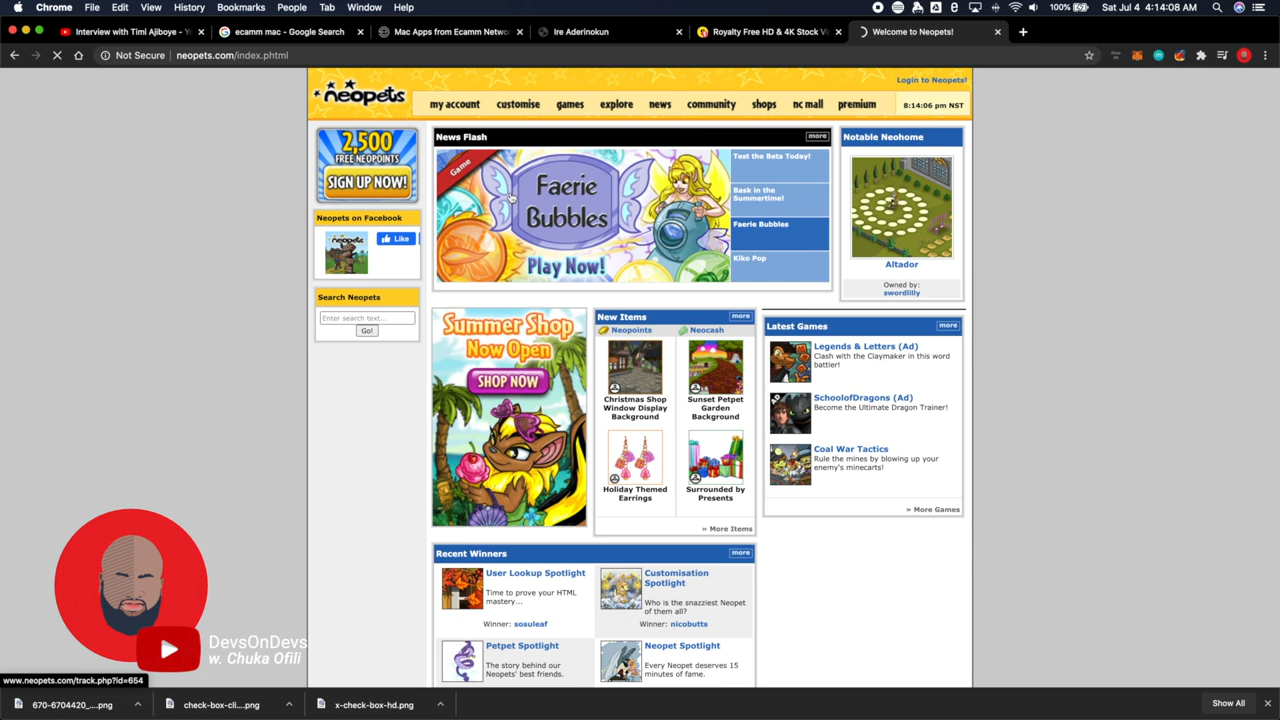 Chrome File Edit View History Bookmarks People Tab Window Help
100% Sat Jul 4 4:14:08 AM
Interview with Timi Ajiboye - Yo
ecamm mac - Google Search
Mac Apps from Ecamm Netwo
Ire Aderinokun
Royalty Free HD & 4K Stock Vi
Welcome to Neopets!
Not Secure neopets.com/index.phtml
neopets
Login to Neopets!
my account customise games explore news community shops nc mall premium
8:14:06 pm NST
2,500
FREE NEOPOINTS
SIGN UP NOW!
Neopets on Facebook
neopets
Like
Search Neopets
Enter search text...
Go!
News Flash
more
Game
Faerie
Bubbles
Play Now!
Test the Beta Today!
Bask in the
Summertime!
Faerie Bubbles
Kiko Pop
Notable Neohome
Altador
Owned by:
swordlilly
Summer Shop
Now Open
SHOP NOW
New Items
more
Neopoints
Neocash
Christmas Shop
Window Display
Background
Sunset Petpet
Garden
Background
Holiday Themed
Earrings
Surrounded by
Presents
» More Items
Latest Games
more
Legends & Letters (Ad)
Clash with the Claymaker in this word
battler!
SchoolofDragons (Ad)
Become the Ultimate Dragon Trainer!
Coal War Tactics
Rule the mines by blowing up your
enemy's minecarts!
» More Games
Recent Winners
more
User Lookup Spotlight
Time to prove your HTML
mastery...
Winner: sosuleaf
Customisation
Spotlight
Who is the snazziest Neopet
of them all?
Winner: nicobutts
Petpet Spotlight
The story behind our
Neopets' best friends.
Neopet Spotlight
Every Neopet deserves 15
minutes of fame.
DevsOnDevs
w. Chuka Ofili
www.neopets.com/track.php?id=654
670-6704420_....png
check-box-cli....png
x-check-box-hd.png
Show All